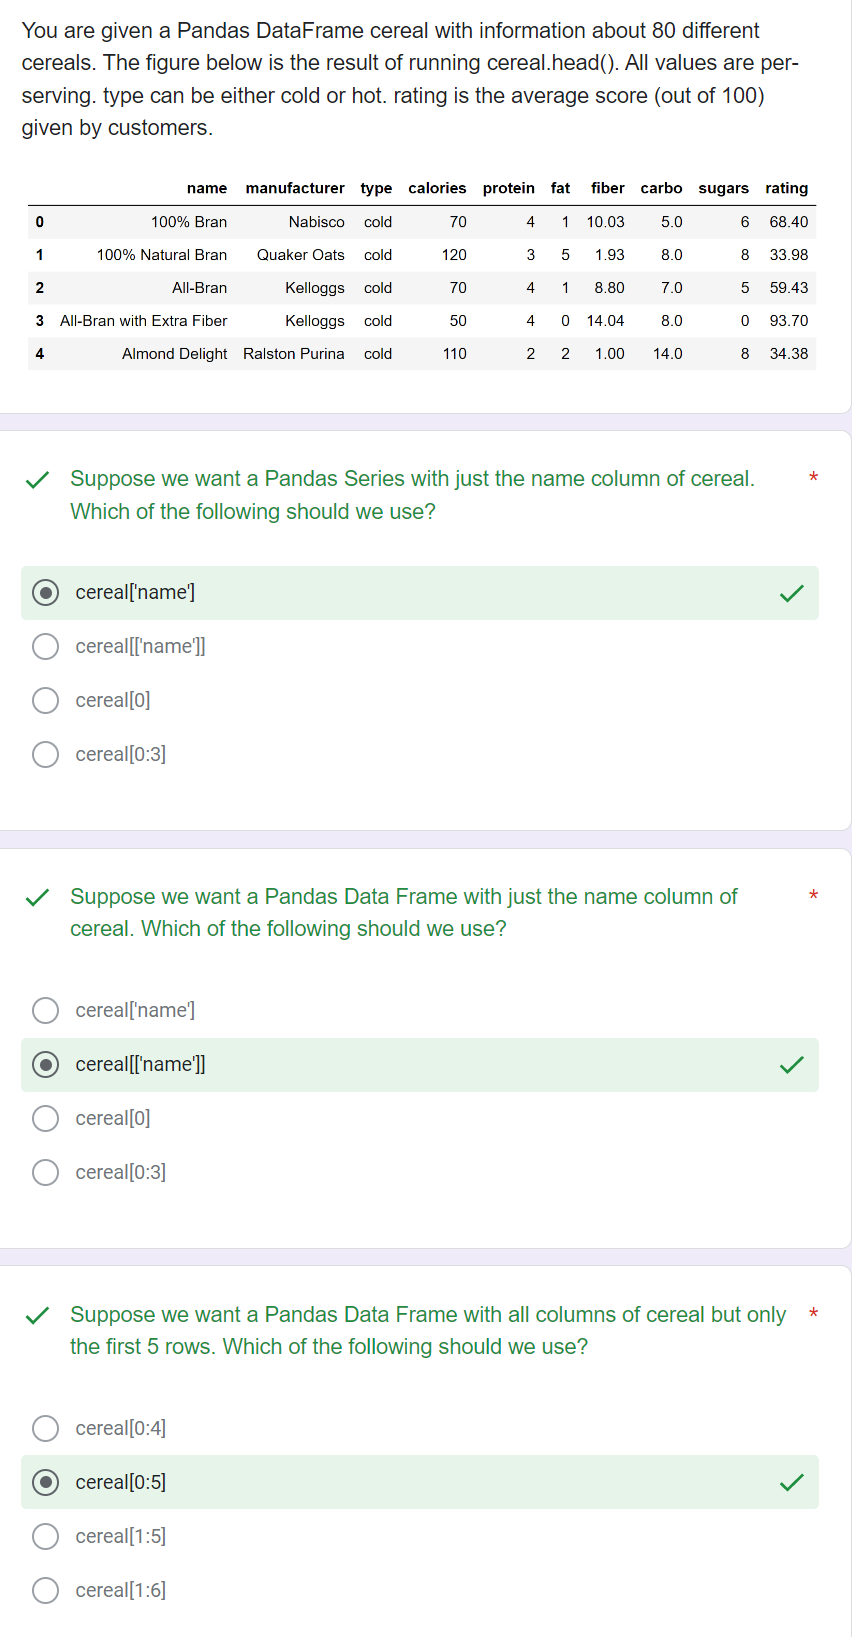 You are given a Pandas DataFrame cereal with information about 80 different
cereals. The figure below is the result of running cereal.head(). All values are per-
serving. type can be either cold or hot. rating is the average score (out of 100)
given by customers.
name manufacturer type calories protein fat fiber carbo sugars rating
0 100% Bran Nabisco cold 70 4 1 10.03 5.0 6 68.40
1 100% Natural Bran Quaker Oats cold 120 3 5 1.93 8.0 8 33.98
2 All-Bran Kelloggs cold 70 4 1 8.80 7.0 5 59.43
3 All-Bran with Extra Fiber Kelloggs cold 50 4 0 14.04 8.0 0 93.70
4 Almond Delight Ralston Purina cold 110 2 2 1.00 14.0 8 34.38
Suppose we want a Pandas Series with just the name column of cereal. *
Which of the following should we use?
cereal['name']
cereal[['name']]
cereal[0]
cereal[0:3]
Suppose we want a Pandas Data Frame with just the name column of *
cereal. Which of the following should we use?
cereal['name']
cereal[['name']]
cereal[0]
cereal[0:3]
Suppose we want a Pandas Data Frame with all columns of cereal but only *
the first 5 rows. Which of the following should we use?
cereal[0:4]
cereal[0:5]
cereal[1:5]
cereal[1:6]